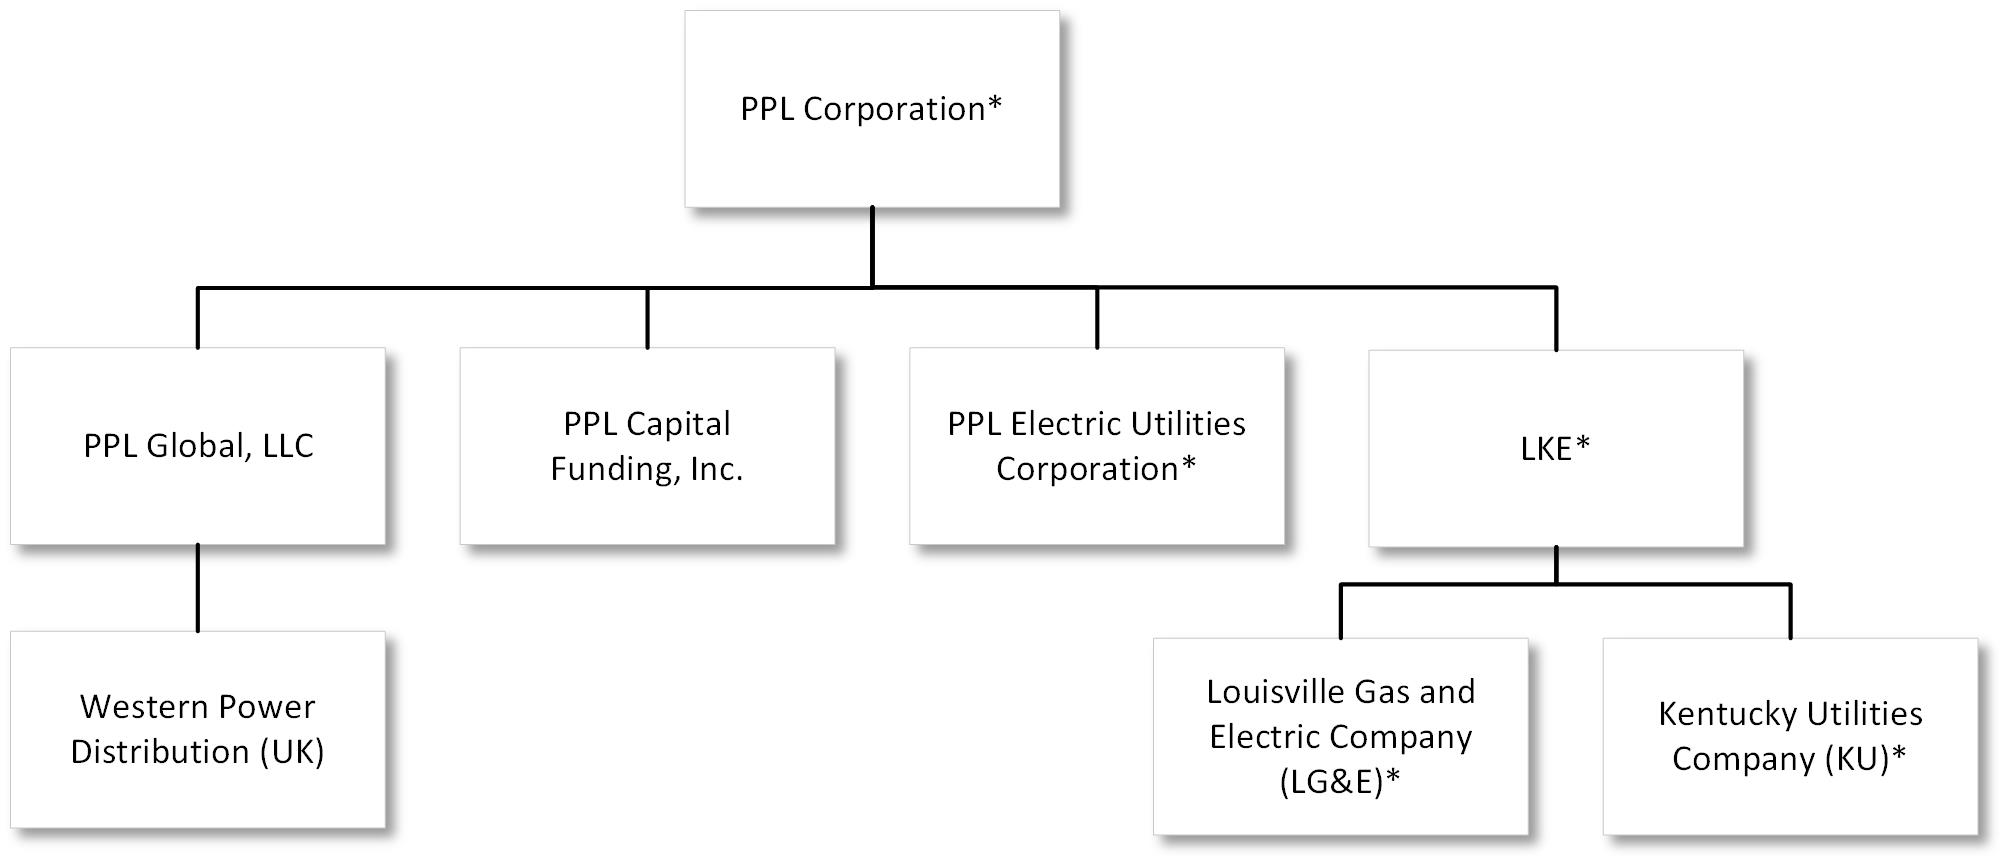 PPL Corporation*
PPL Global, LLC
PPL Capital
Funding, Inc.
PPL Electric Utilities
Corporation*
LKE*
Western Power
Distribution (UK)
Louisville Gas and
Electric Company
(LG&E)*
Kentucky Utilities
Company (KU)*